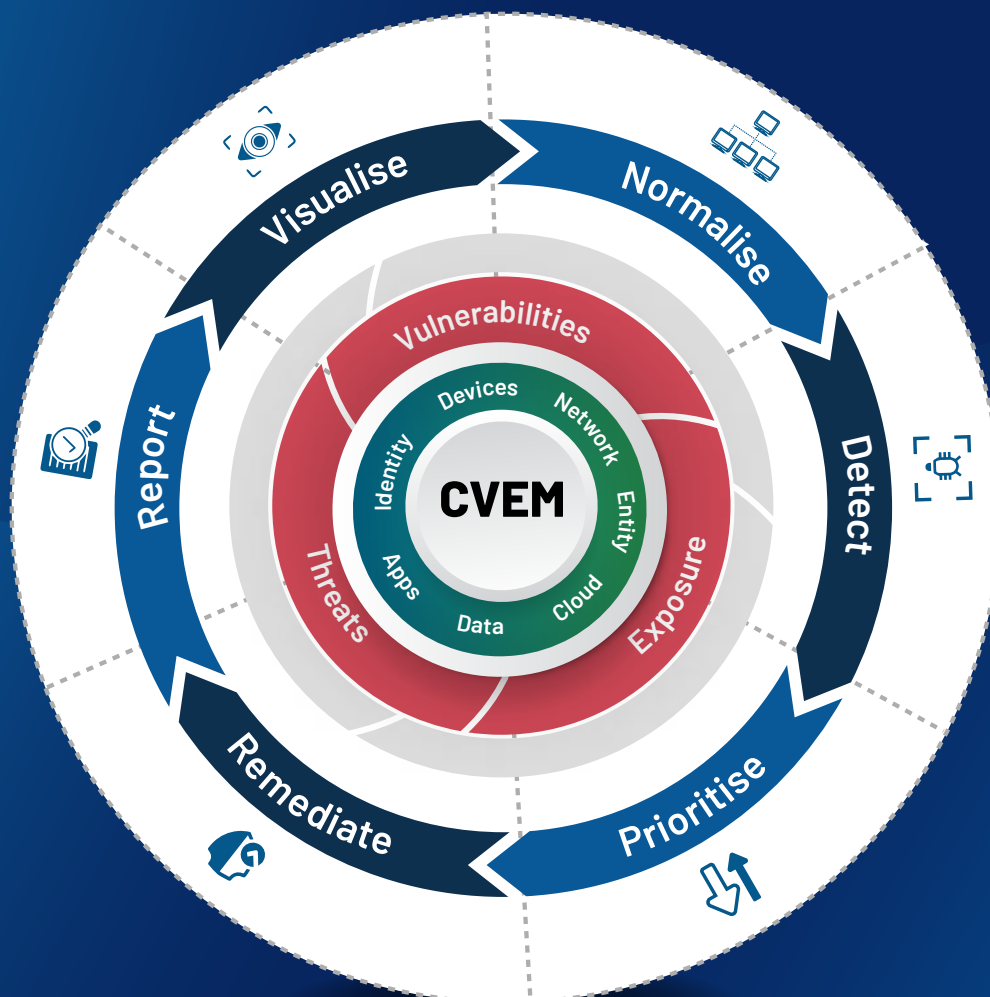 Visualise
Normalise
Detect
Prioritise
Remediate
Report
Vulnerabilities
Exposure
Threats
Devices
Network
Entity
Cloud
Data
Apps
Identity
CVEM